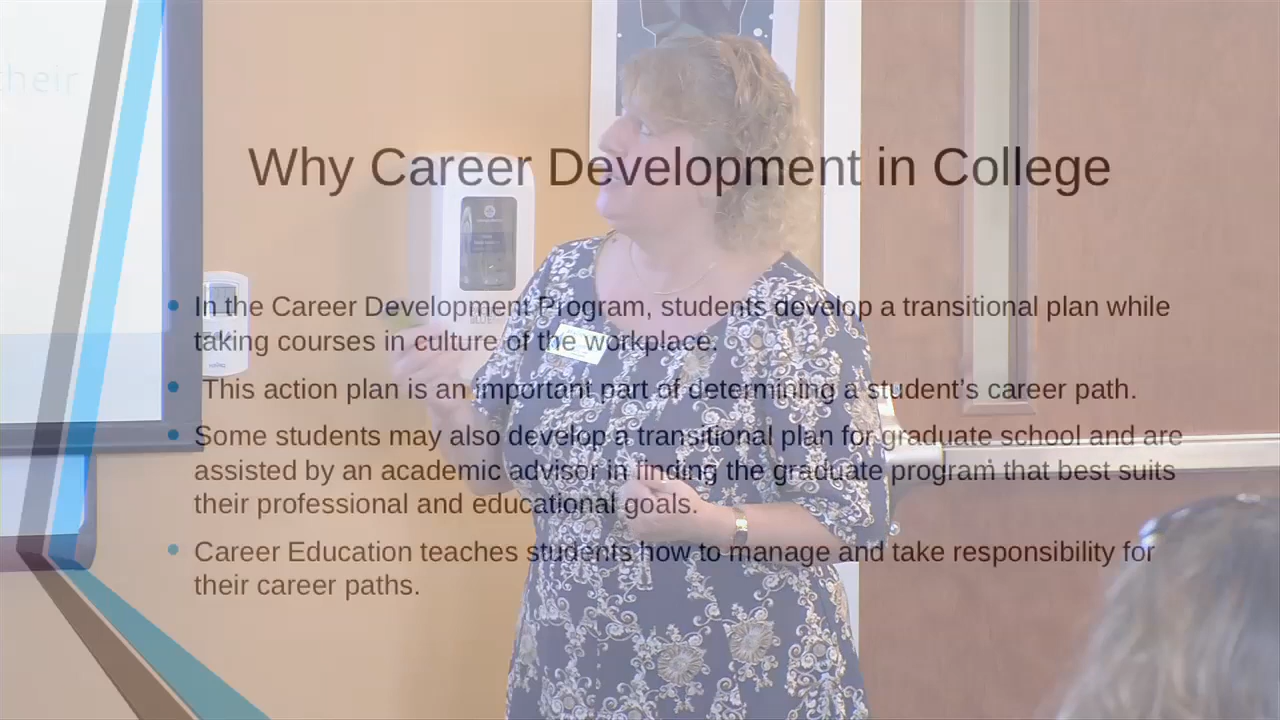 their
Why Career Development in College
In the Career Development Program, students develop a transitional plan while
taking courses in culture of the workplace.
This action plan is an important part of determining a student’s career path.
Some students may also develop a transitional plan for graduate school and are
assisted by an academic advisor in finding the graduate program that best suits
their professional and educational goals.
Career Education teaches students how to manage and take responsibility for
their career paths.